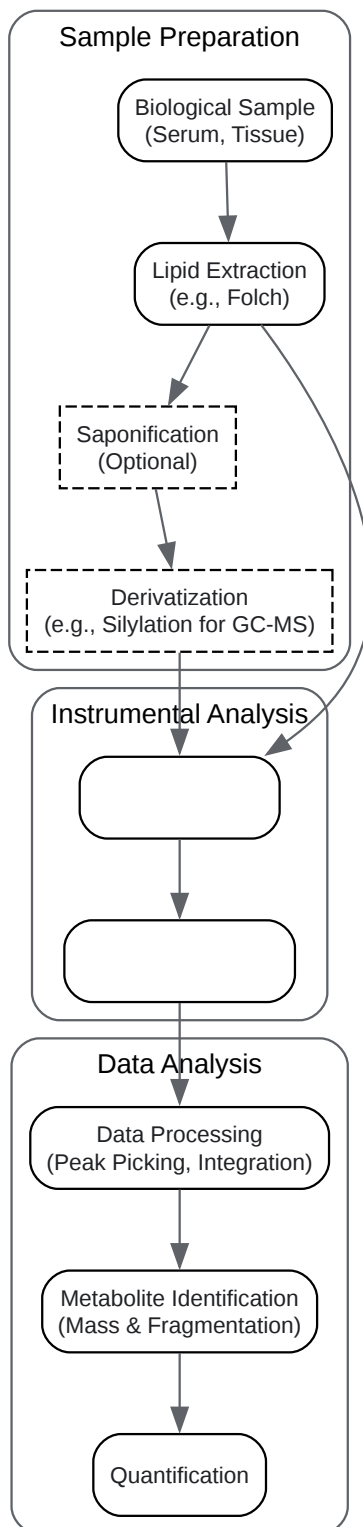 Sample Preparation
Biological Sample
(Serum, Tissue)
Lipid Extraction
(e.g., Folch)
Saponification
(Optional)
Derivatization
(e.g., Silylation for GC-MS)
Instrumental Analysis
Data Analysis
Data Processing
(Peak Picking, Integration)
Metabolite Identification
(Mass & Fragmentation)
Quantification